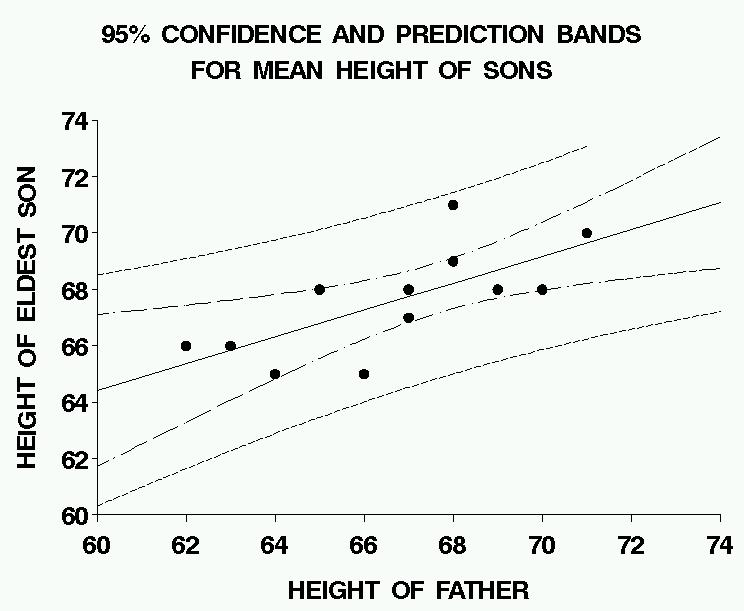 95% CONFIDENCE AND PREDICTION BANDS
FOR MEAN HEIGHT OF SONS
HEIGHT OF ELDEST SON
74
72
70
68
66
64
62
60
60 62 64 66 68 70 72 74
HEIGHT OF FATHER